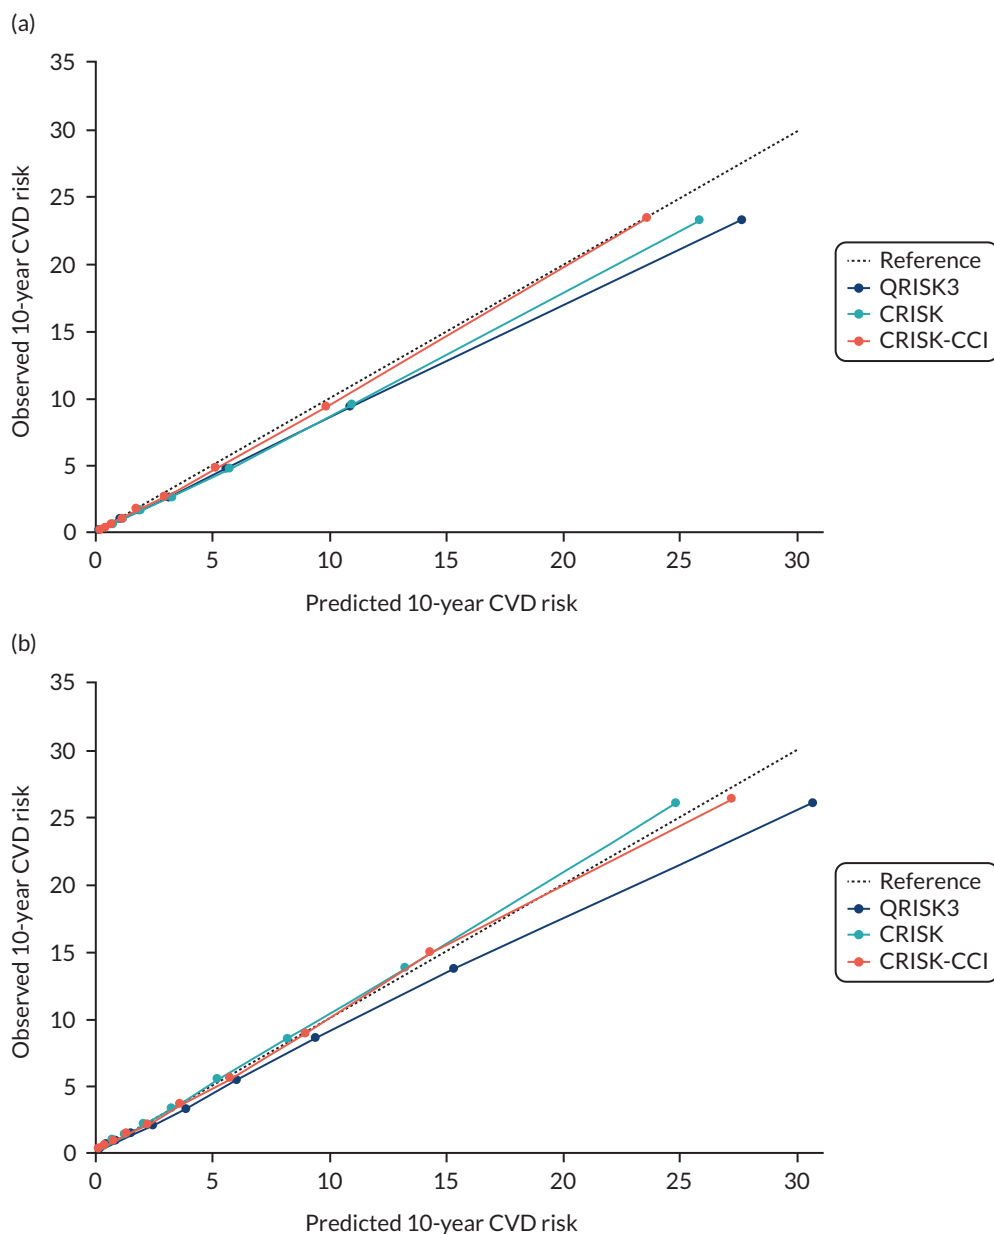 (a)
35
30
25
20
15
10
5
0
Observed 10-year CVD risk
0 5 10 15 20 25 30
Predicted 10-year CVD risk
Reference
QRISK3
CRISK
CRISK-CCI
(b)
35
30
25
20
15
10
5
0
Observed 10-year CVD risk
0 5 10 15 20 25 30
Predicted 10-year CVD risk
Reference
QRISK3
CRISK
CRISK-CCI